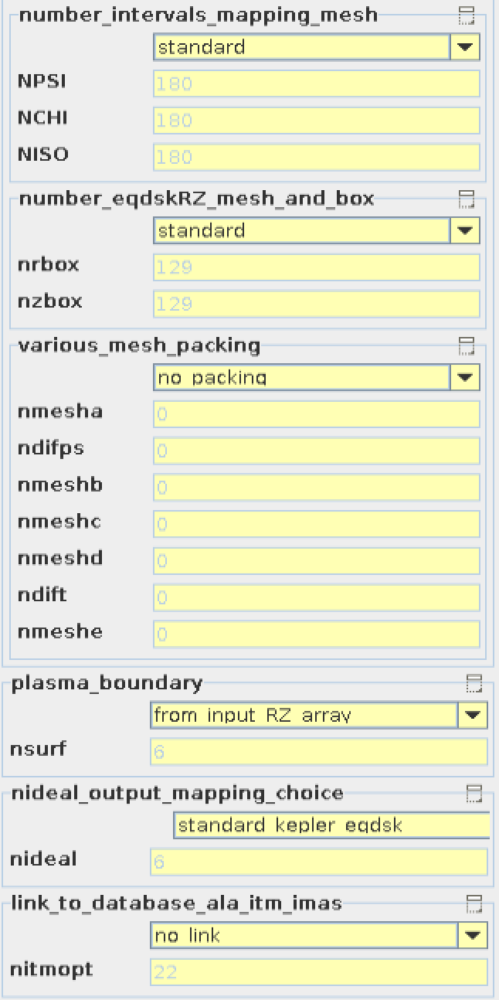 number_intervals_mapping_mesh
standard
NPSI 180
NCHI 180
NISO 180
number_eqdskRZ_mesh_and_box
standard
nrbox 129
nzbox 129
various_mesh_packing
no packing
nmesha 0
ndifps 0
nmeshb 0
nmeshc 0
nmeshd 0
ndift 0
nmeshe 0
plasma_boundary
from input RZ array
nsurf 6
nideal_output_mapping_choice
standard kepler eqdsk
nideal 6
link_to_database_ala_itm_imas
no link
nitmopt 22